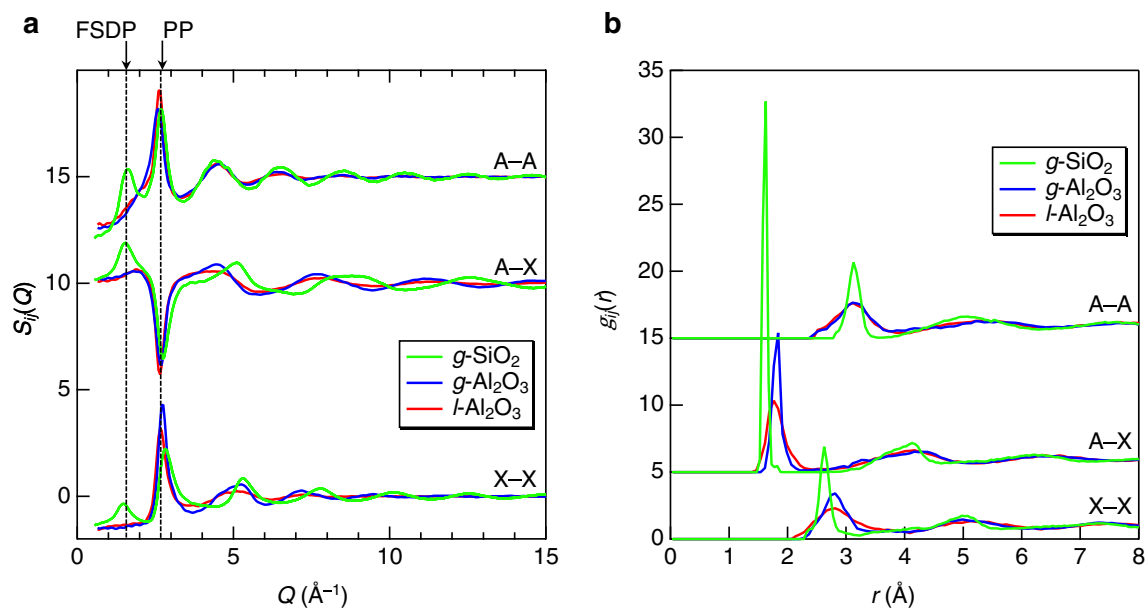 a
FSDP PP
S_ij(Q)
15
10
5
0
A–A
A–X
X–X
g-SiO₂
g-Al₂O₃
l-Al₂O₃
0 5 10 15
Q (Å⁻¹)
b
g_ij(r)
35
30
25
20
15
10
5
0
g-SiO₂
g-Al₂O₃
l-Al₂O₃
A–A
A–X
X–X
0 1 2 3 4 5 6 7 8
r (Å)